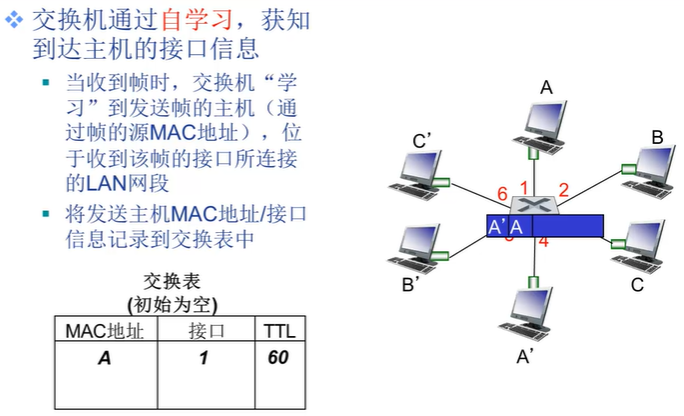 交换机通过自学习，获知
到达主机的接口信息
当收到帧时，交换机“学
习”到发送帧的主机（通
过帧的源MAC地址），位
于收到该帧的接口所连接
的LAN网段
将发送主机MAC地址/接口
信息记录到交换表中
交换表
(初始为空)
MAC地址 接口 TTL
A 1 60
A
B
C'
6 1 2
A' A
4
B'
C
A'